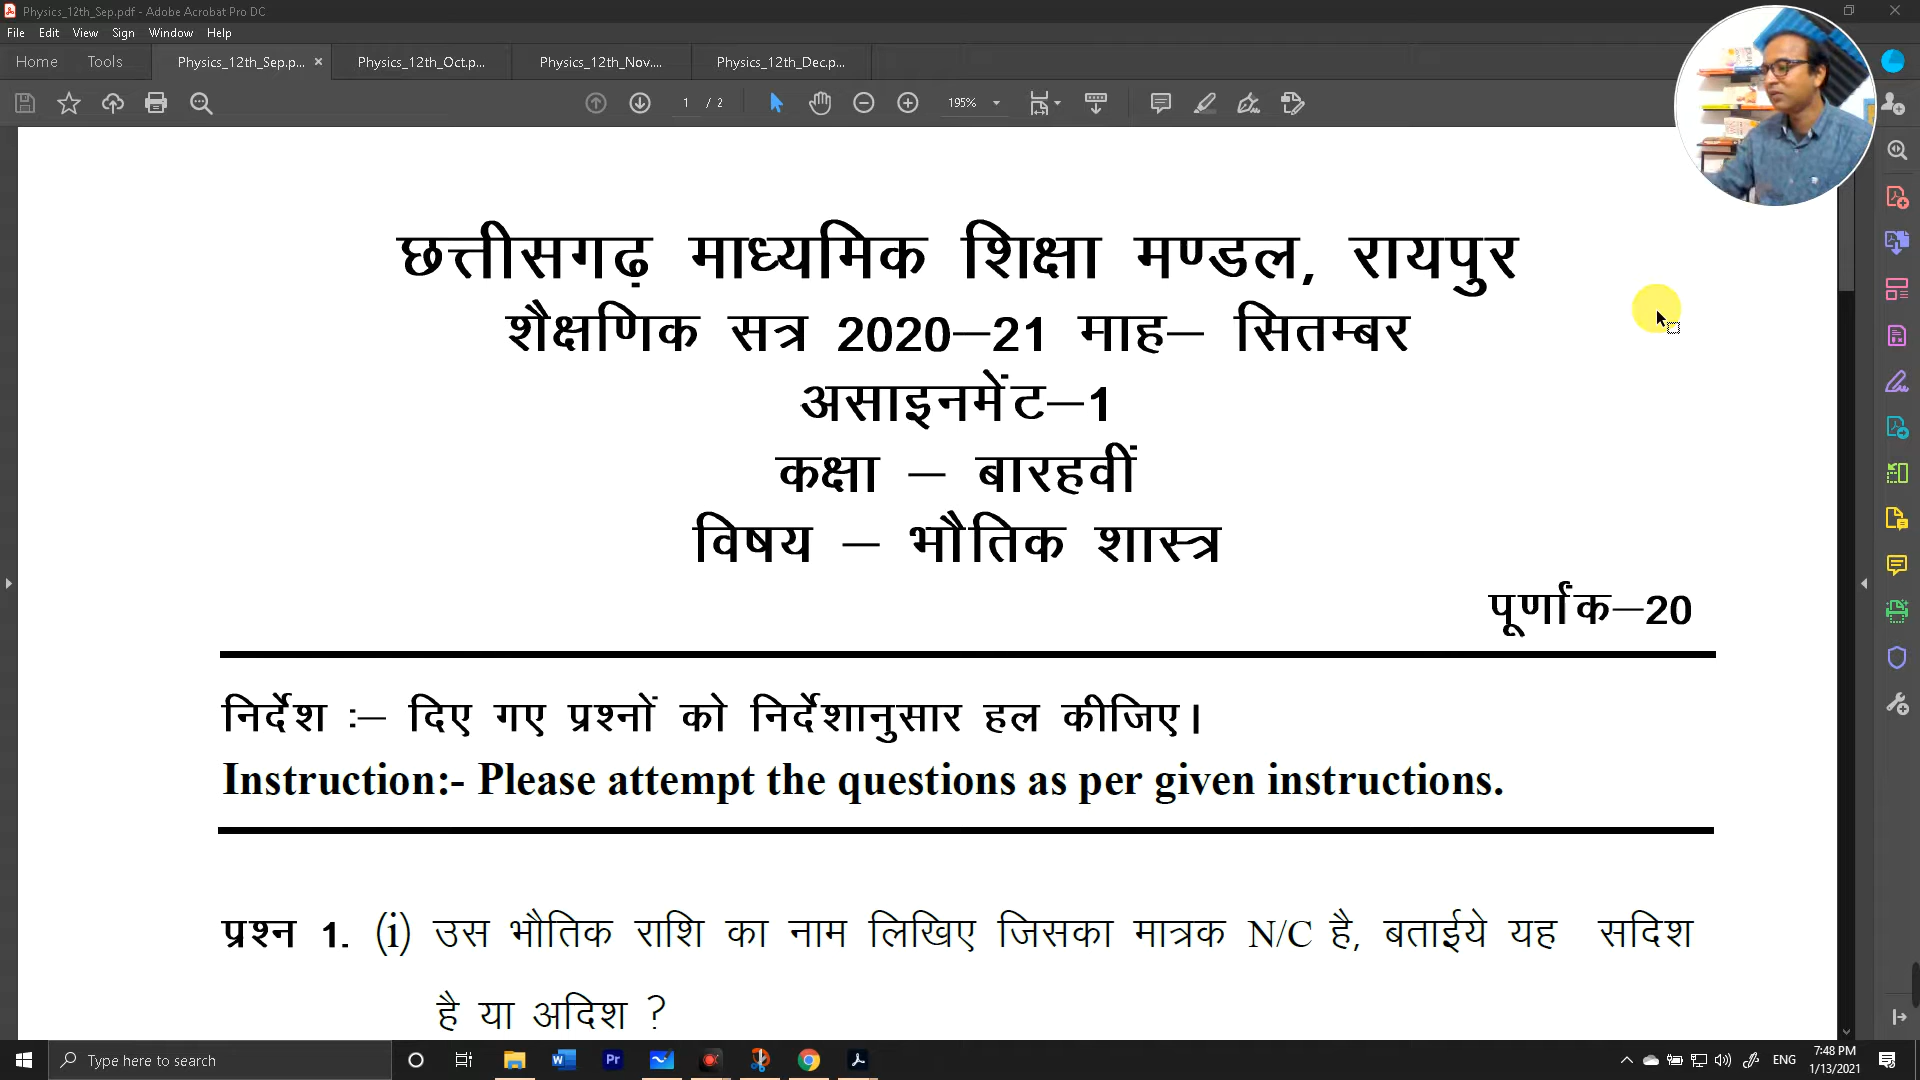 Physics_12th_Sep.pdf - Adobe Acrobat Pro DC
File Edit View Sign Window Help
Home Tools Physics_12th_Sep.p... × Physics_12th_Oct.p... Physics_12th_Nov.... Physics_12th_Dec.p...
1 / 2 195%
छत्तीसगढ़ माध्यमिक शिक्षा मण्डल, रायपुर
शैक्षणिक सत्र 2020–21 माह– सितम्बर
असाइनमेंट–1
कक्षा – बारहवीं
विषय – भौतिक शास्त्र
पूर्णांक–20
निर्देश :– दिए गए प्रश्नों को निर्देशानुसार हल कीजिए।
Instruction:- Please attempt the questions as per given instructions.
प्रश्न 1. (i) उस भौतिक राशि का नाम लिखिए जिसका मात्रक N/C है, बताईये यह सदिश
है या अदिश ?
Type here to search
ENG
7:48 PM
1/13/2021